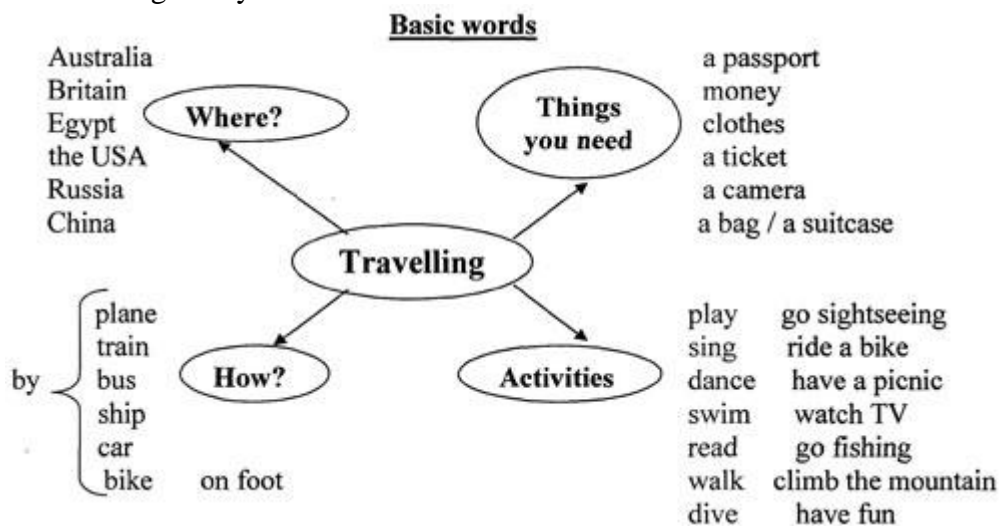 Basic words
Australia
Britain
Egypt
the USA
Russia
China
Where?
Things
you need
a passport
money
clothes
a ticket
a camera
a bag / a suitcase
Travelling
by
plane
train
bus
ship
car
bike on foot
How?
Activities
play go sightseeing
sing ride a bike
dance have a picnic
swim watch TV
read go fishing
walk climb the mountain
dive have fun